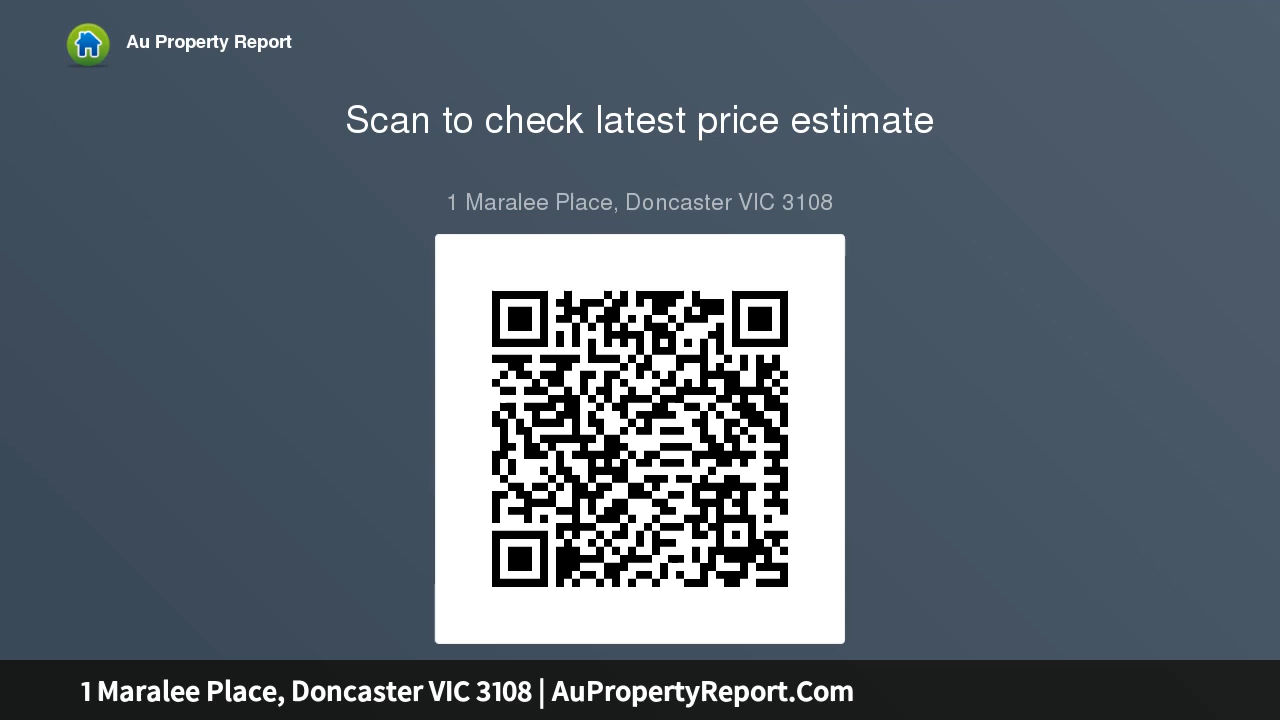 Au Property Report
Scan to check latest price estimate
1 Maralee Place, Doncaster VIC 3108
1 Maralee Place, Doncaster VIC 3108 | AuPropertyReport.Com